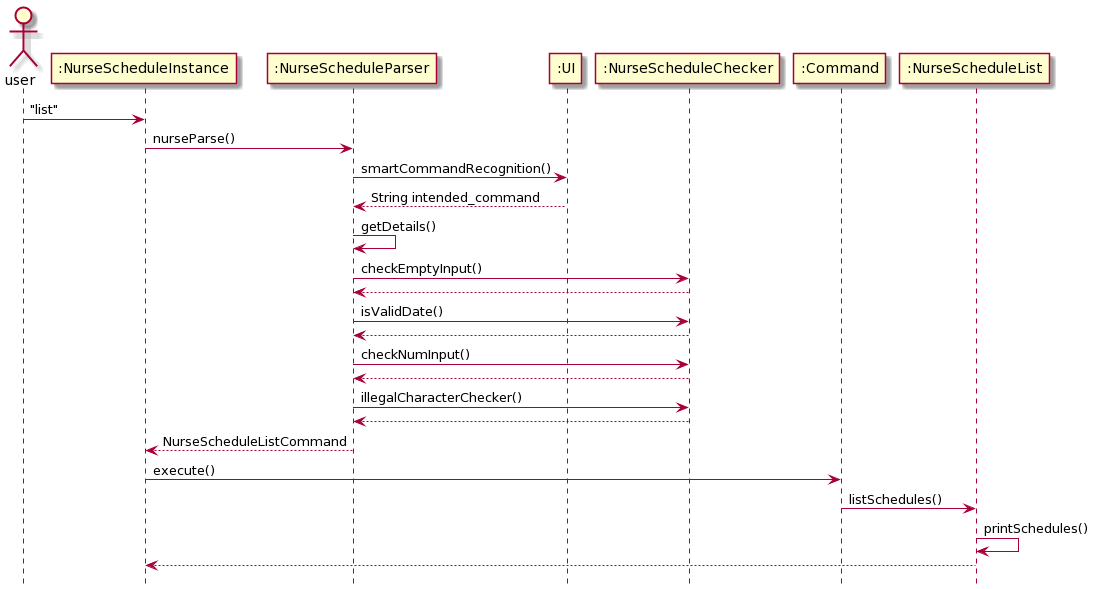 user
:NurseScheduleInstance
:NurseScheduleParser
:UI
:NurseScheduleChecker
:Command
:NurseScheduleList
"list"
nurseParse()
smartCommandRecognition()
String intended_command
getDetails()
checkEmptyInput()
isValidDate()
checkNumInput()
illegalCharacterChecker()
NurseScheduleListCommand
execute()
listSchedules()
printSchedules()